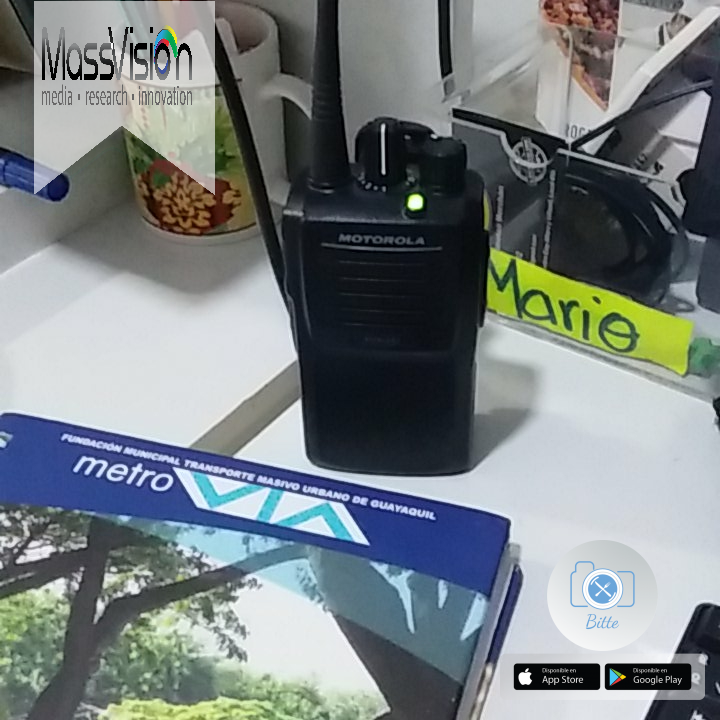 MassVision
media • research • innovation
ROC
MOTOROLA
Mario
FUNDACIÓN MUNICIPAL TRANSPORTE MASIVO URBANO DE GUAYAQUIL
metro VIA
Bitte
Disponible en
App Store
Disponible en
Google Play